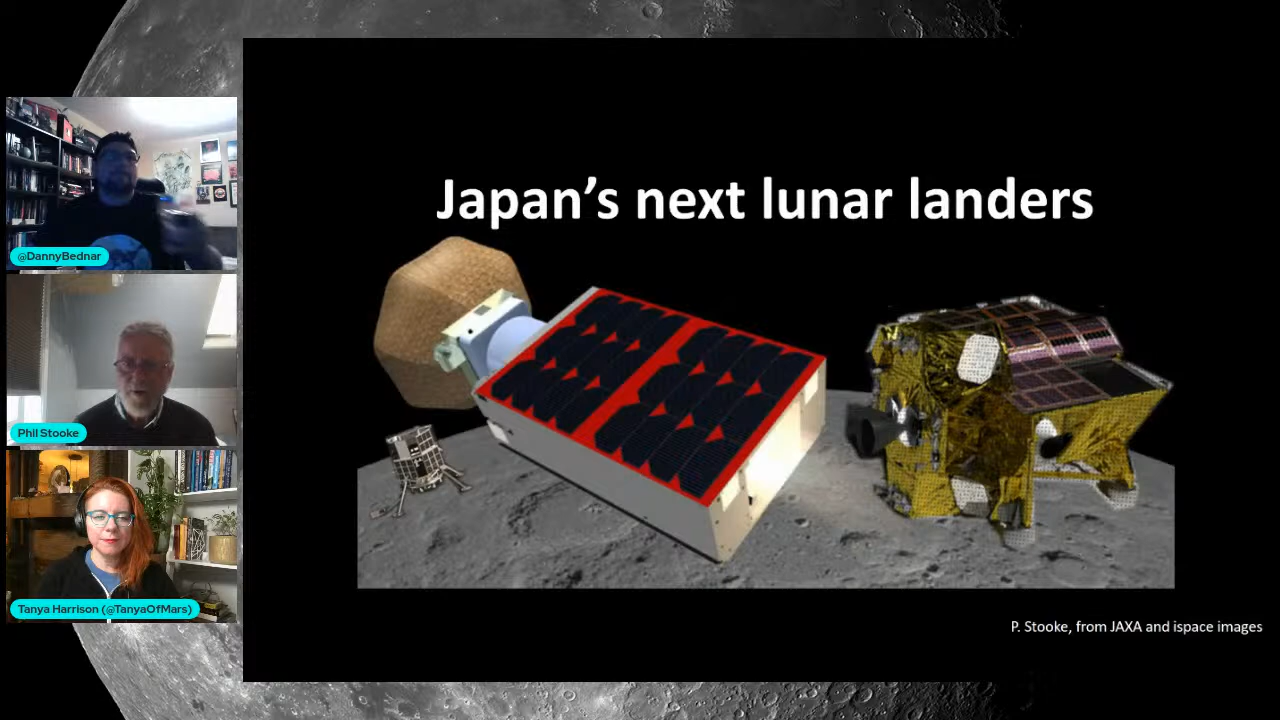 Japan’s next lunar landers
@DannyBednar
Phil Stooke
Tanya Harrison (@TanyaOfMars)
P. Stooke, from JAXA and ispace images